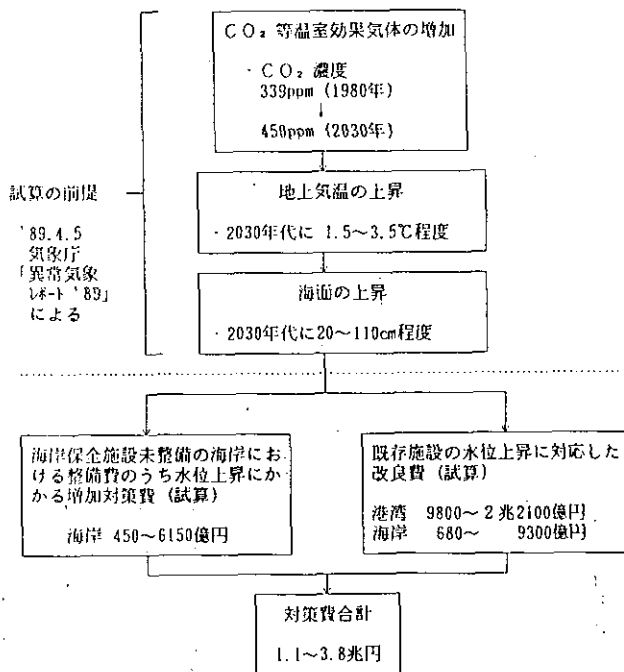 CO₂ 等温室効果気体の増加
・CO₂ 濃度
339ppm (1980年)
↓
450ppm (2030年)
地上気温の上昇
・2030年代に 1.5～3.5℃程度
海面の上昇
・2030年代に20～110cm程度
試算の前提
'89.4.5
気象庁
「異常気象
レポート '89」
による
海岸保全施設未整備の海岸にお
ける整備費のうち水位上昇にか
かる増加対策費 (試算)
海岸 450～6150億円
既存施設の水位上昇に対応した
改良費 (試算)
港湾 9800～2兆2100億円
海岸 680～ 9300億円
対策費合計
1.1～3.8兆円